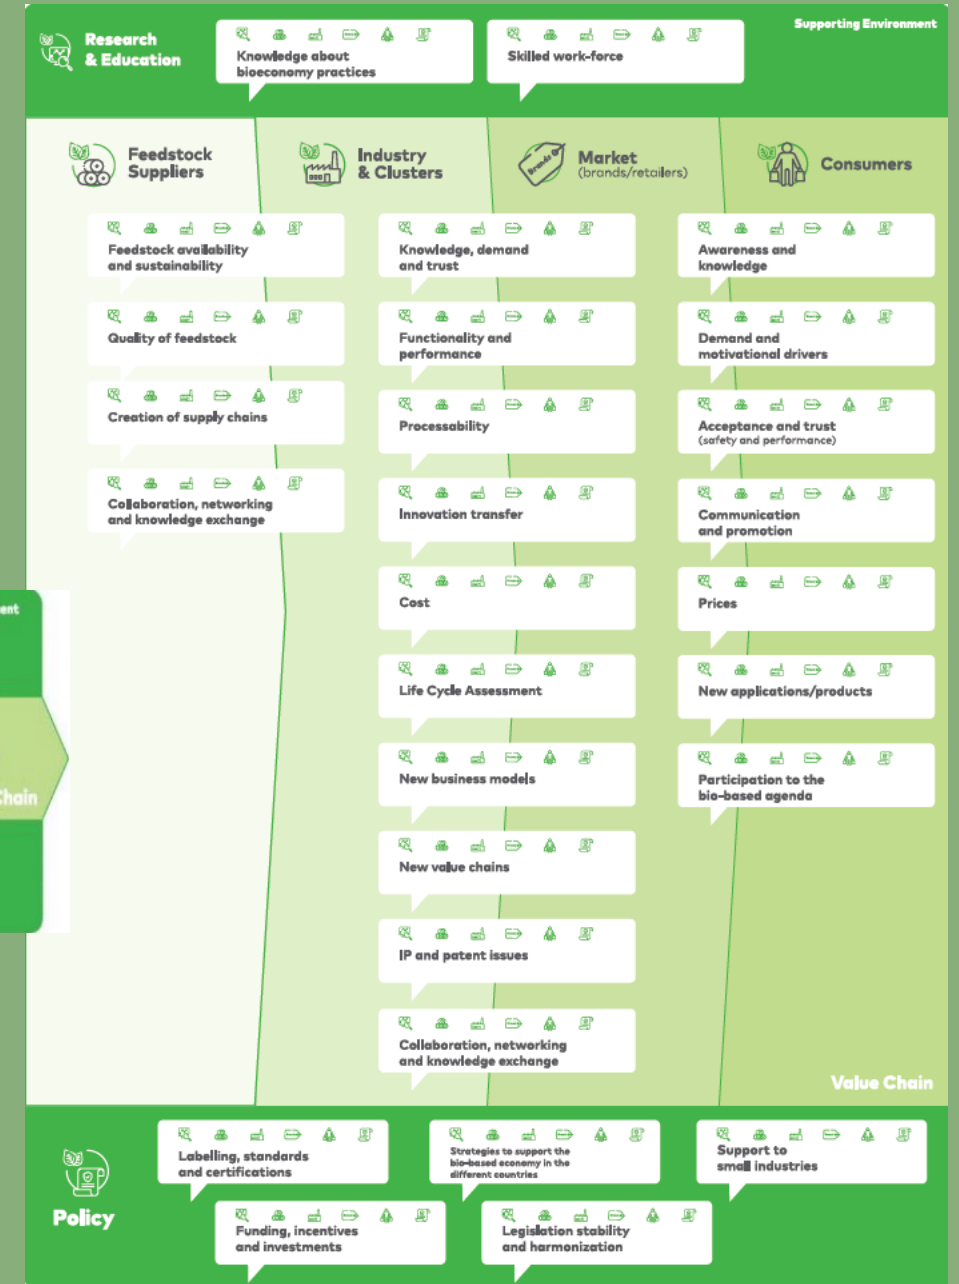 Research
& Education
Knowledge about
bioeconomy practices
Skilled work-force
Supporting Environment
Feedstock
Suppliers
Industry
& Clusters
Brands
Market
(brands/retailers)
Consumers
Feedstock availability
and sustainability
Quality of feedstock
Creation of supply chains
Collaboration, networking
and knowledge exchange
Knowledge, demand
and trust
Functionality and
performance
Processability
Innovation transfer
Cost
Life Cycle Assessment
New business models
New value chains
IP and patent issues
Collaboration, networking
and knowledge exchange
Awareness and
knowledge
Demand and
motivational drivers
Acceptance and trust
(safety and performance)
Communication
and promotion
Prices
New applications/products
Participation to the
bio-based agenda
Value Chain
ent
Chain
Policy
Labelling, standards
and certifications
Strategies to support the
bio-based economy in the
different countries
Support to
small industries
Funding, incentives
and investments
Legislation stability
and harmonization